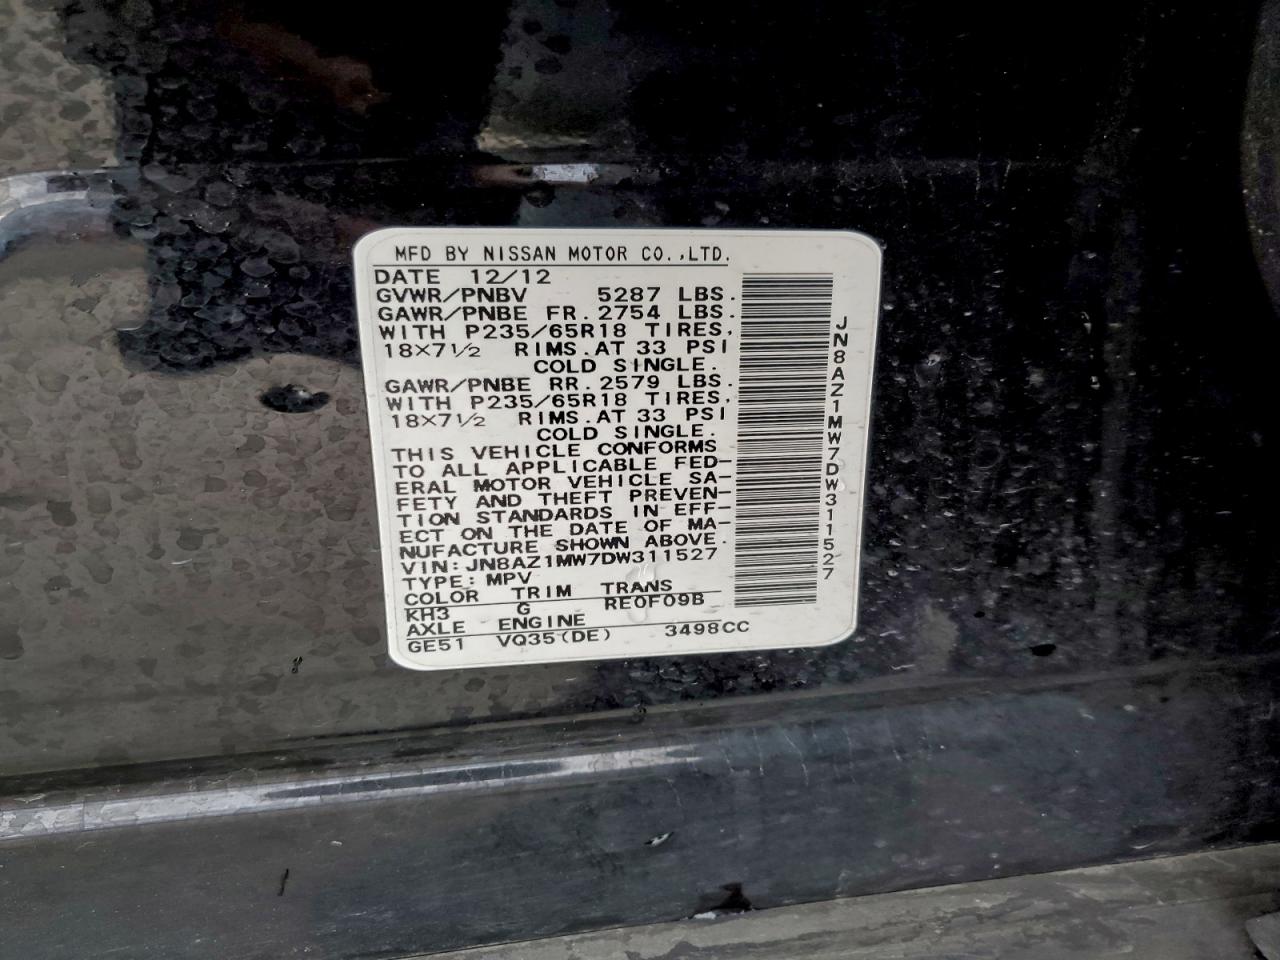 MFD BY NISSAN MOTOR CO.,LTD.
DATE 12/12
GVWR/PNBV 5287 LBS.
GAWR/PNBE FR. 2754 LBS.
WITH P235/65R18 TIRES,
18×7½ RIMS. AT 33 PSI
COLD SINGLE.
GAWR/PNBE RR. 2579 LBS.
WITH P235/65R18 TIRES,
18×7½ RIMS. AT 33 PSI
COLD SINGLE.
THIS VEHICLE CONFORMS
TO ALL APPLICABLE FED-
ERAL MOTOR VEHICLE SA-
FETY AND THEFT PREVEN-
TION STANDARDS IN EFF-
ECT ON THE DATE OF MA-
NUFACTURE SHOWN ABOVE.
VIN: JN8AZ1MW7DW311527
TYPE: MPV
COLOR TRIM TRANS
KH3 G RE0F09B
AXLE ENGINE
GE51 VQ35(DE) 3498CC
JN8AZ1MW7DW311527